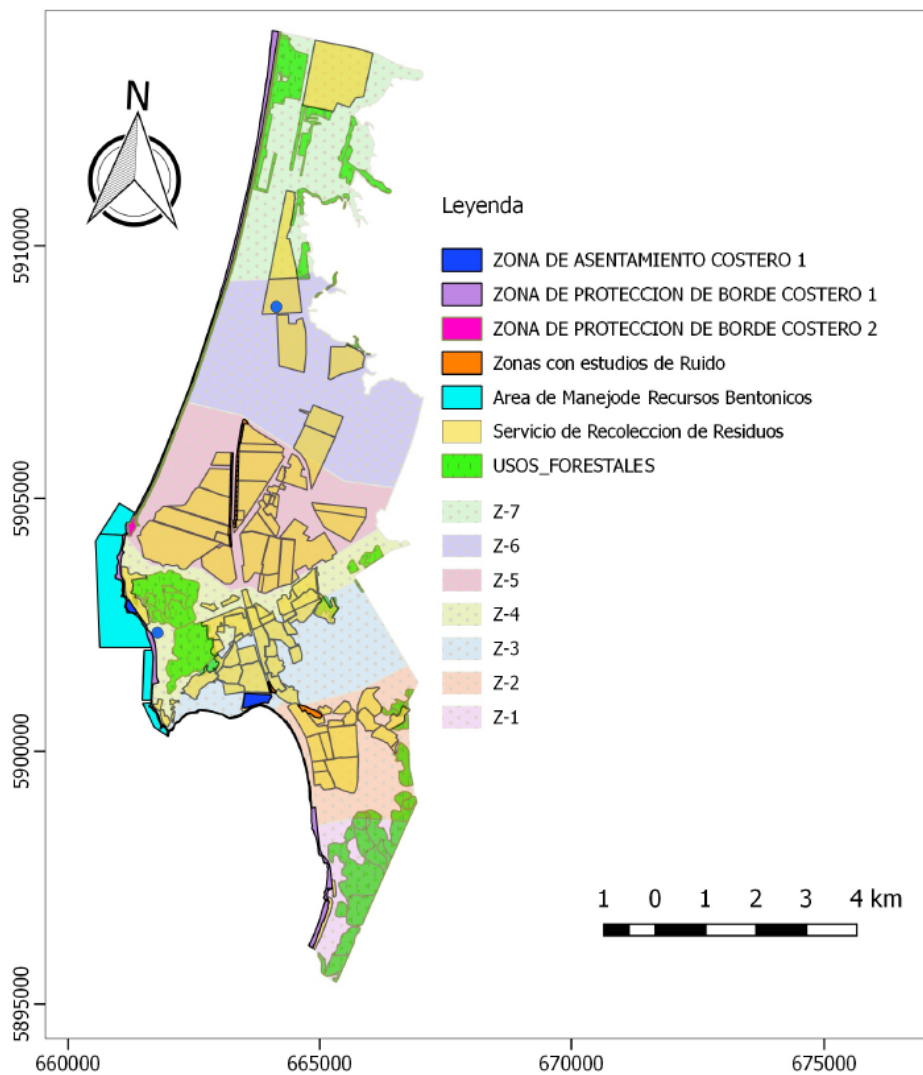 N
Leyenda
ZONA DE ASENTAMIENTO COSTERO 1
ZONA DE PROTECCION DE BORDE COSTERO 1
ZONA DE PROTECCION DE BORDE COSTERO 2
Zonas con estudios de Ruido
Area de Manejode Recursos Bentonicos
Servicio de Recoleccion de Residuos
USOS_FORESTALES
Z-7
Z-6
Z-5
Z-4
Z-3
Z-2
Z-1
1 0 1 2 3 4 km
5910000
5905000
5900000
5895000
660000 665000 670000 675000